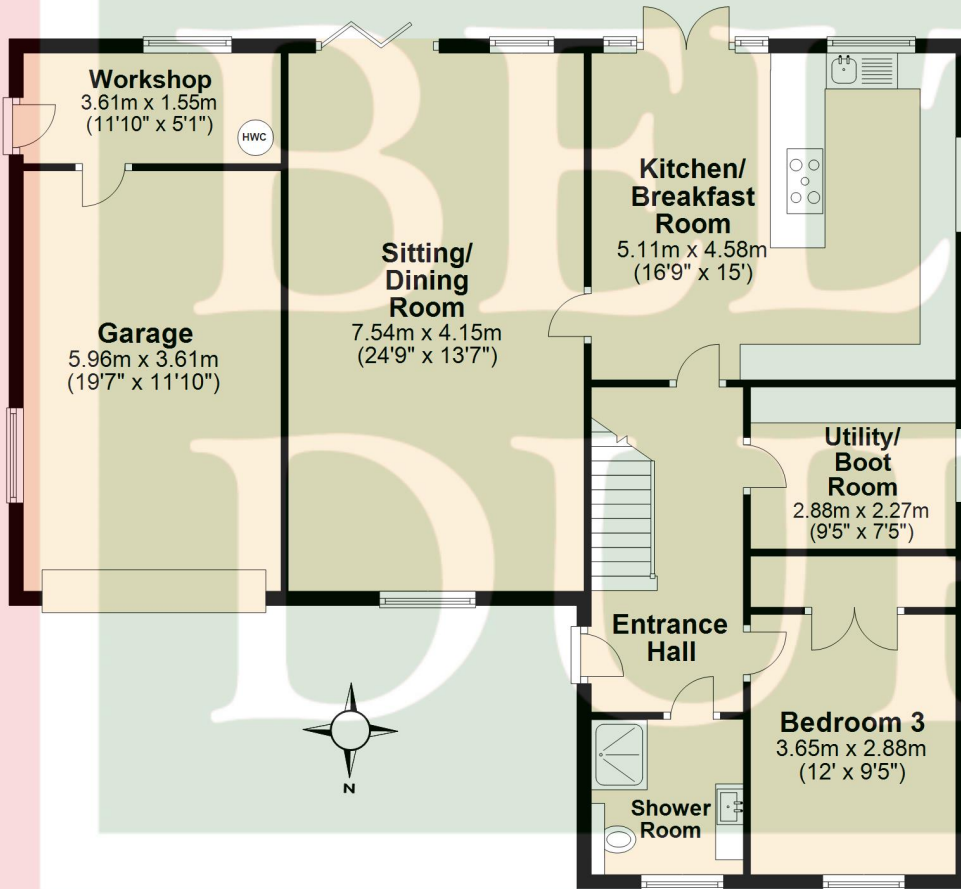 Workshop
3.61m x 1.55m
(11'10" x 5'1")
HWC
Kitchen/
Breakfast
Room
5.11m x 4.58m
(16'9" x 15')
Sitting/
Dining
Room
7.54m x 4.15m
(24'9" x 13'7")
Garage
5.96m x 3.61m
(19'7" x 11'10")
Utility/
Boot
Room
2.88m x 2.27m
(9'5" x 7'5")
Entrance
Hall
Bedroom 3
3.65m x 2.88m
(12' x 9'5")
Shower
Room
N